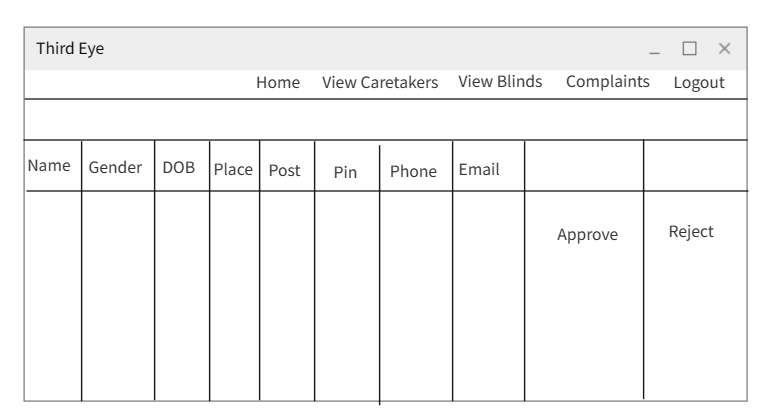 Third Eye
Home View Caretakers View Blinds Complaints Logout
Name Gender DOB Place Post Pin Phone Email
Approve Reject